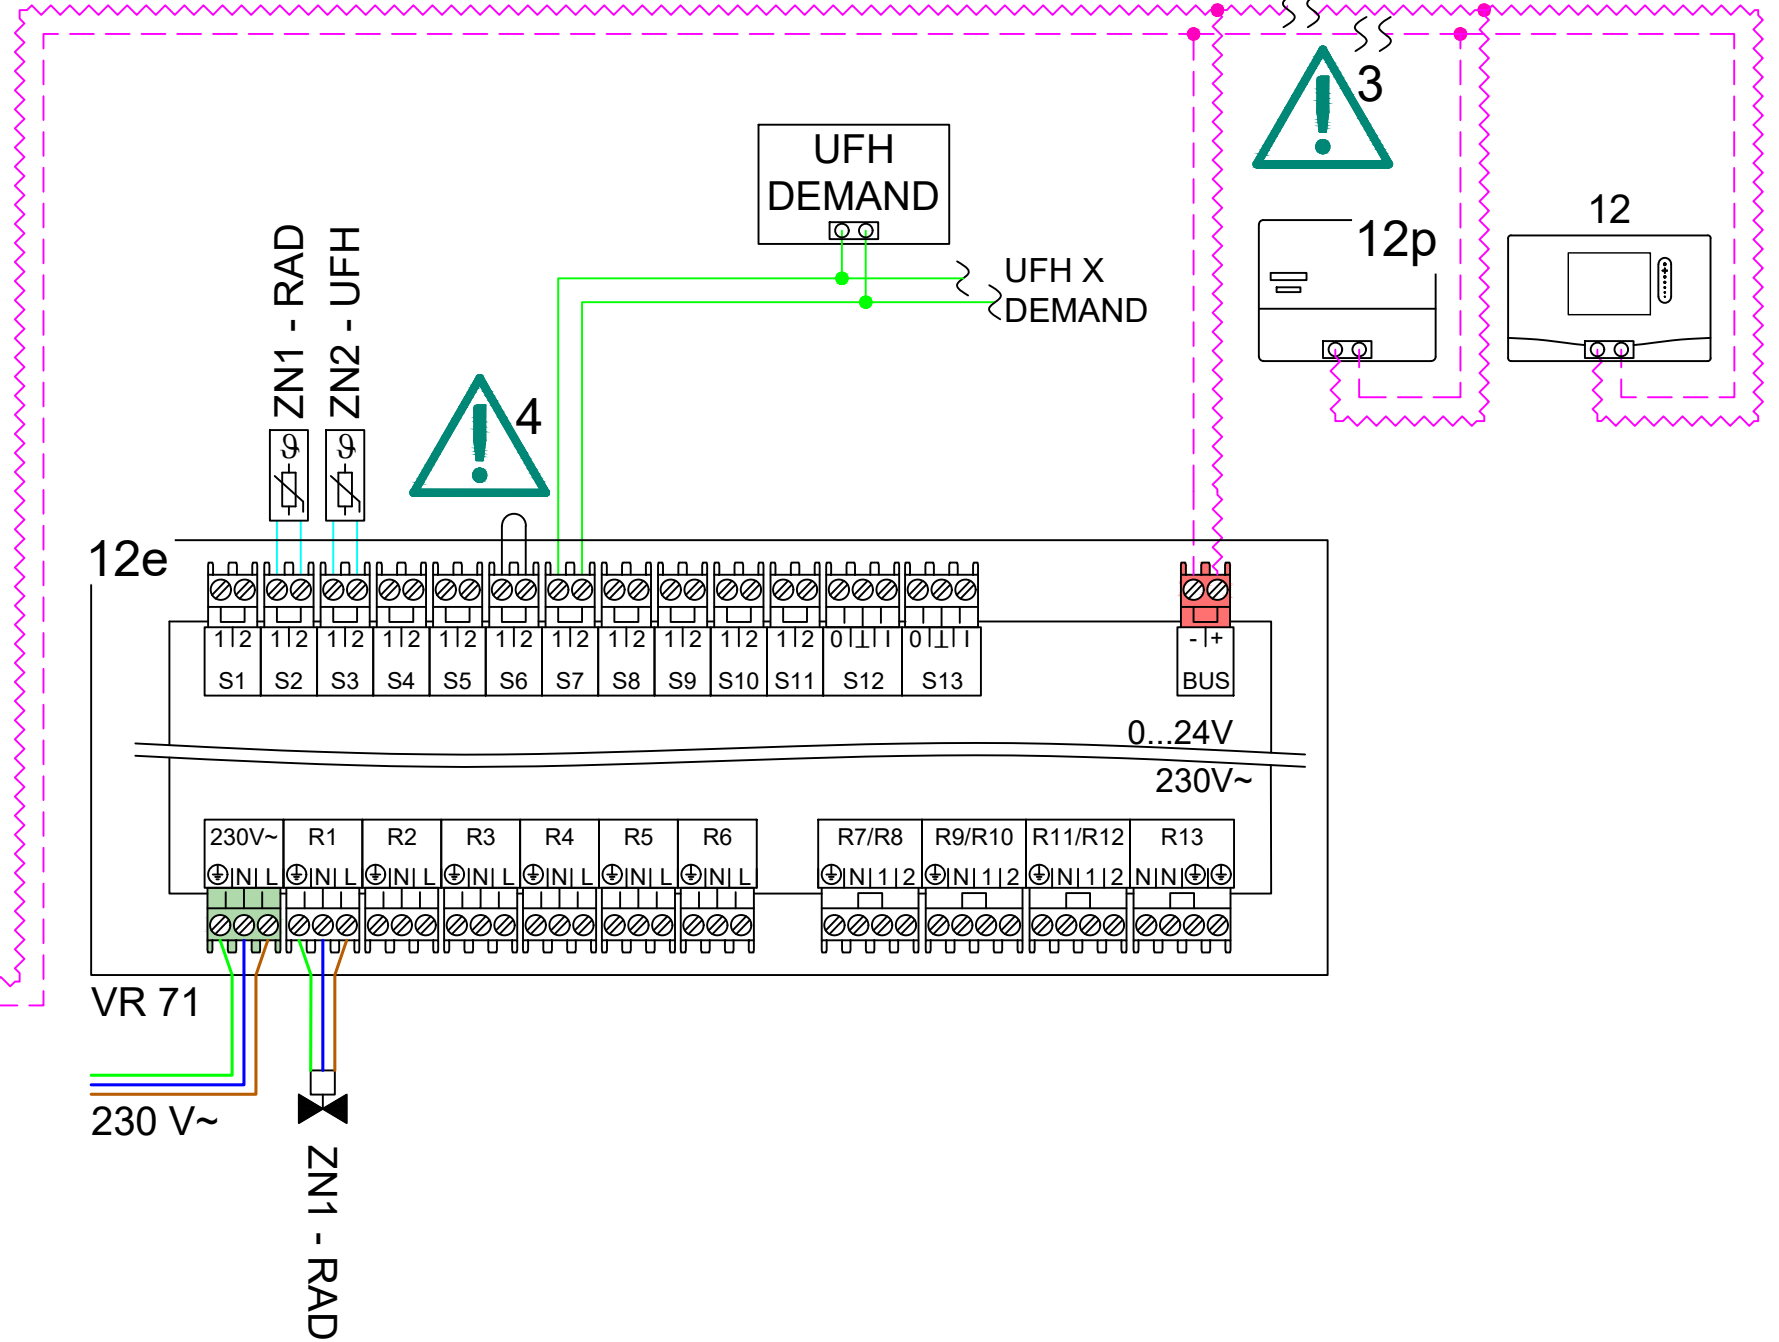 3
UFH
DEMAND
12
12p
ZN1 - RAD
ZN2 - UFH
UFH X
DEMAND
4
12e
1 2 1 2 1 2 1 2 1 2 1 2 1 2 1 2 1 2 1 2 1 2 0 ⊥ I 0 ⊥ I - +
S1 S2 S3 S4 S5 S6 S7 S8 S9 S10 S11 S12 S13 BUS
0...24V
230V~
230V~ R1 R2 R3 R4 R5 R6 R7/R8 R9/R10 R11/R12 R13
N L N L N L N L N L N L N L N 1 2 N 1 2 N 1 2 N N
VR 71
230 V~
ZN1 - RAD